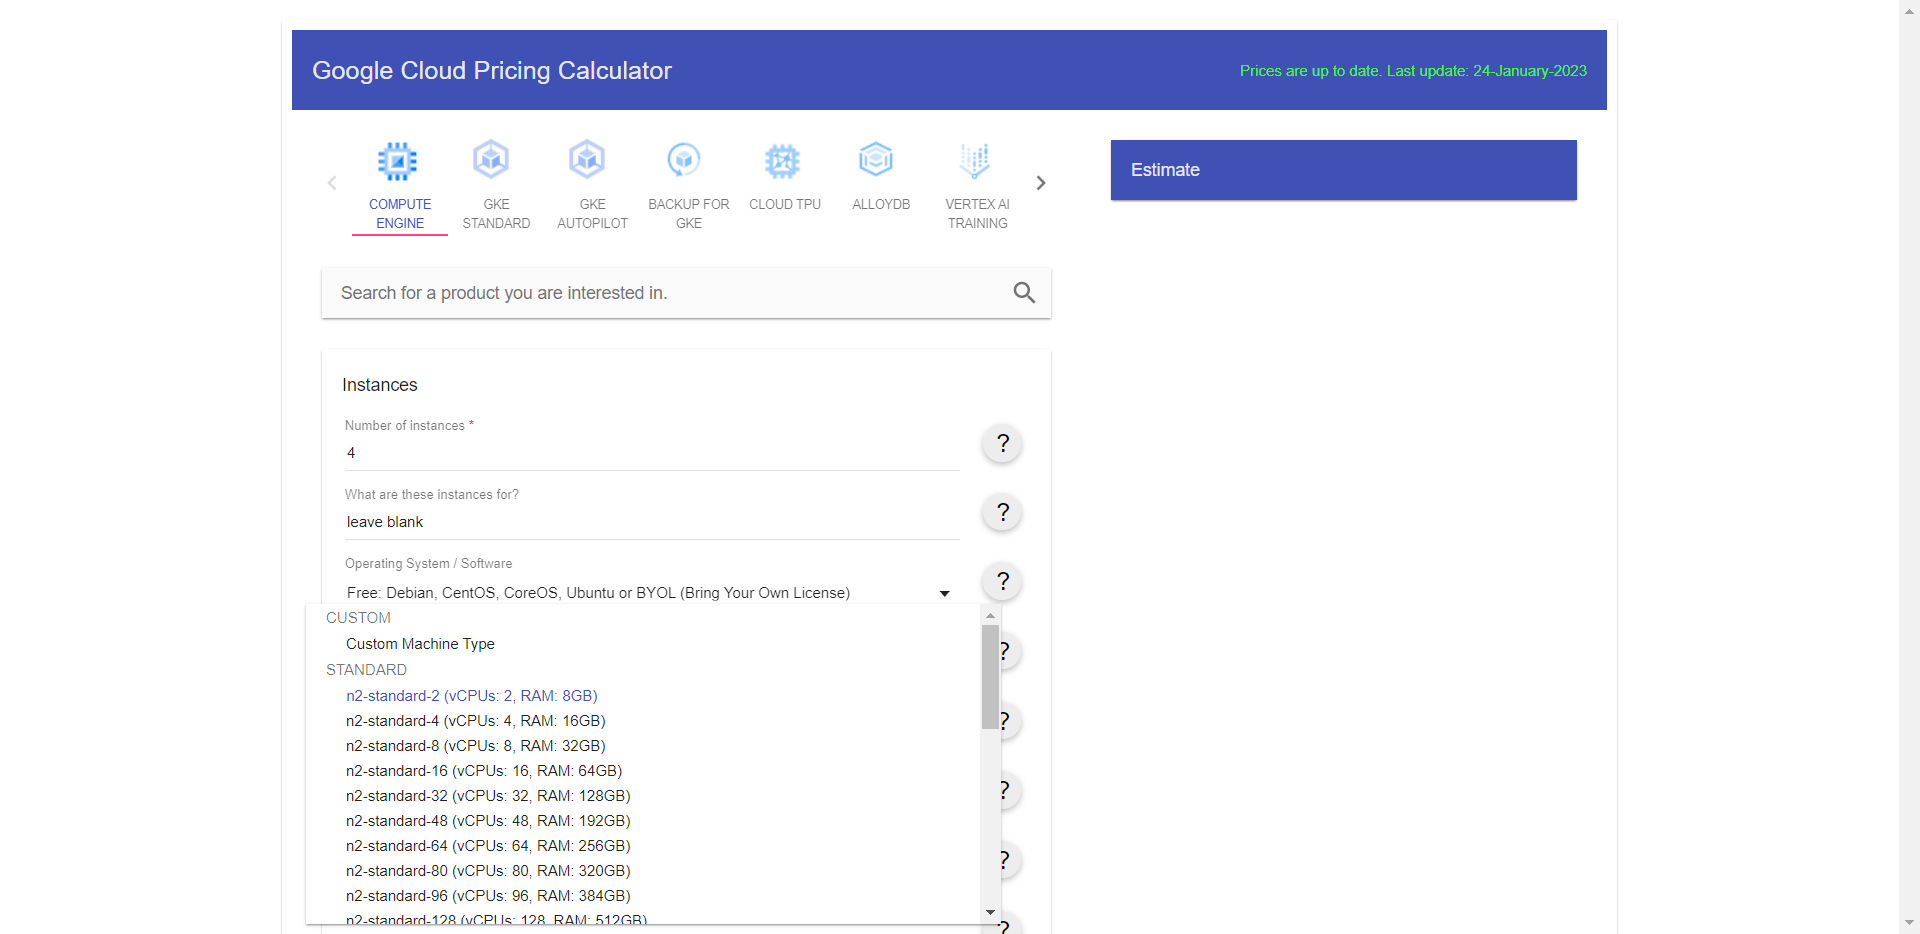 Google Cloud Pricing Calculator
Prices are up to date. Last update: 24-January-2023
COMPUTE
ENGINE
GKE
STANDARD
GKE
AUTOPILOT
BACKUP FOR
GKE
CLOUD TPU
ALLOYDB
VERTEX AI
TRAINING
Estimate
Search for a product you are interested in.
Instances
Number of instances *
4
?
What are these instances for?
leave blank
?
Operating System / Software
Free: Debian, CentOS, CoreOS, Ubuntu or BYOL (Bring Your Own License)
?
CUSTOM
Custom Machine Type
?
STANDARD
n2-standard-2 (vCPUs: 2, RAM: 8GB)
n2-standard-4 (vCPUs: 4, RAM: 16GB)
?
n2-standard-8 (vCPUs: 8, RAM: 32GB)
n2-standard-16 (vCPUs: 16, RAM: 64GB)
?
n2-standard-32 (vCPUs: 32, RAM: 128GB)
n2-standard-48 (vCPUs: 48, RAM: 192GB)
n2-standard-64 (vCPUs: 64, RAM: 256GB)
?
n2-standard-80 (vCPUs: 80, RAM: 320GB)
n2-standard-96 (vCPUs: 96, RAM: 384GB)
n2-standard-128 (vCPUs: 128, RAM: 512GB)
?